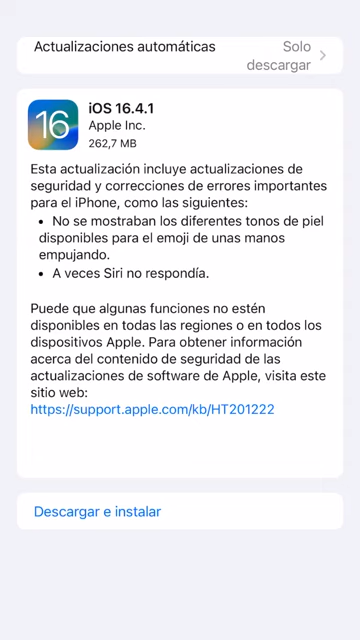 Actualizaciones automáticas
Solo
descargar
16
iOS 16.4.1
Apple Inc.
262,7 MB
Esta actualización incluye actualizaciones de
seguridad y correcciones de errores importantes
para el iPhone, como las siguientes:
• No se mostraban los diferentes tonos de piel
disponibles para el emoji de unas manos
empujando.
• A veces Siri no respondía.
Puede que algunas funciones no estén
disponibles en todas las regiones o en todos los
dispositivos Apple. Para obtener información
acerca del contenido de seguridad de las
actualizaciones de software de Apple, visita este
sitio web:
https://support.apple.com/kb/HT201222
Descargar e instalar